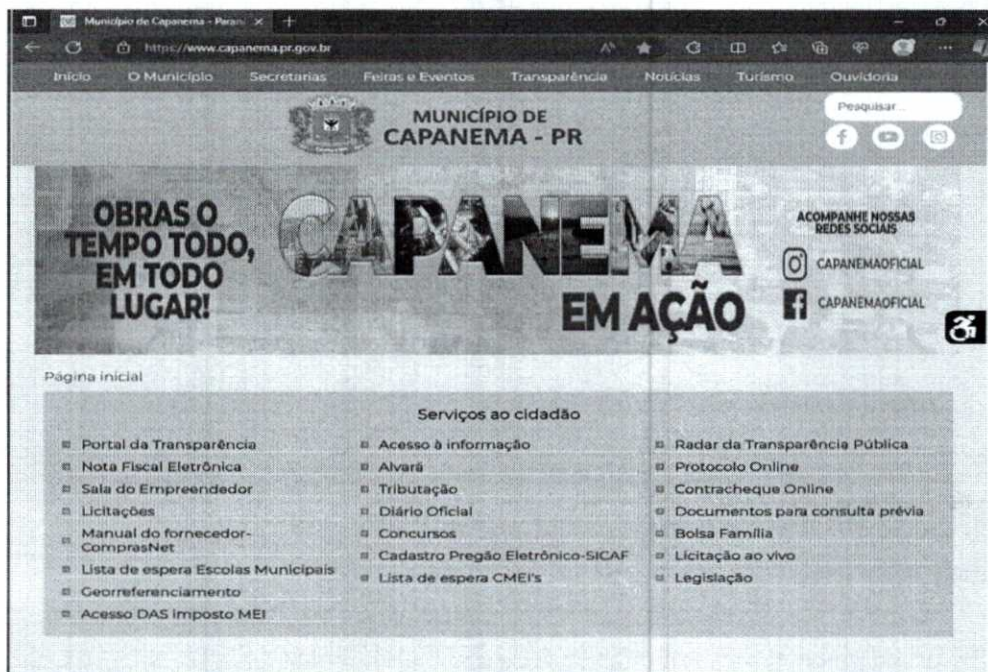 Município de Capanema - Paran
https://www.capanema.pr.gov.br
Início O Município Secretarias Feiras e Eventos Transparência Notícias Turismo Ouvidoria
MUNICÍPIO DE
CAPANEMA - PR
Pesquisar...
OBRAS O
TEMPO TODO,
EM TODO
LUGAR!
CAPANEMA
EM AÇÃO
ACOMPANHE NOSSAS
REDES SOCIAIS
CAPANEMAOFICIAL
CAPANEMAOFICIAL
Página inicial
Serviços ao cidadão
Portal da Transparência
Nota Fiscal Eletrônica
Sala do Empreendedor
Licitações
Manual do fornecedor-
ComprasNet
Lista de espera Escolas Municipais
Georreferenciamento
Acesso DAS imposto MEI
Acesso à informação
Alvará
Tributação
Diário Oficial
Concursos
Cadastro Pregão Eletrônico-SICAF
Lista de espera CMEI's
Radar da Transparência Pública
Protocolo Online
Contracheque Online
Documentos para consulta prévia
Bolsa Família
Licitação ao vivo
Legislação